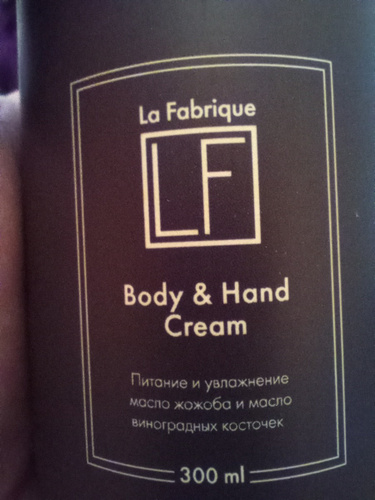 La Fabrique
LF
Body & Hand
Cream
Питание и увлажнение
масло жожоба и масло
виноградных косточек
300 ml